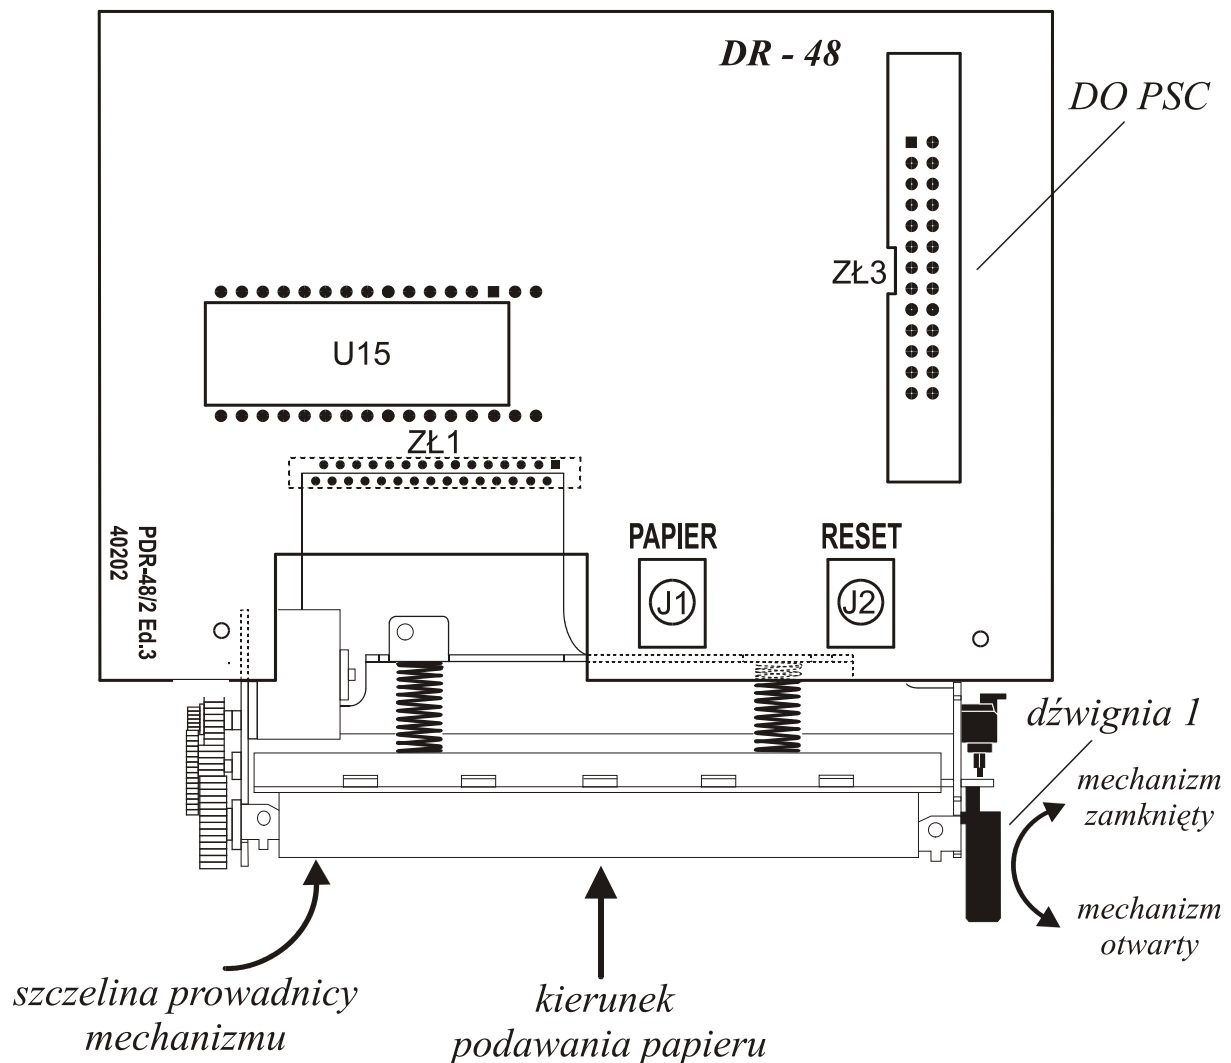 DR - 48
DO PSC
ZŁ3
U15
ZŁ1
PAPIER
RESET
J1
J2
PDR-48/2 Ed.3
40202
dźwignia 1
mechanizm
zamknięty
mechanizm
otwarty
szczelina prowadnicy
mechanizmu
kierunek
podawania papieru